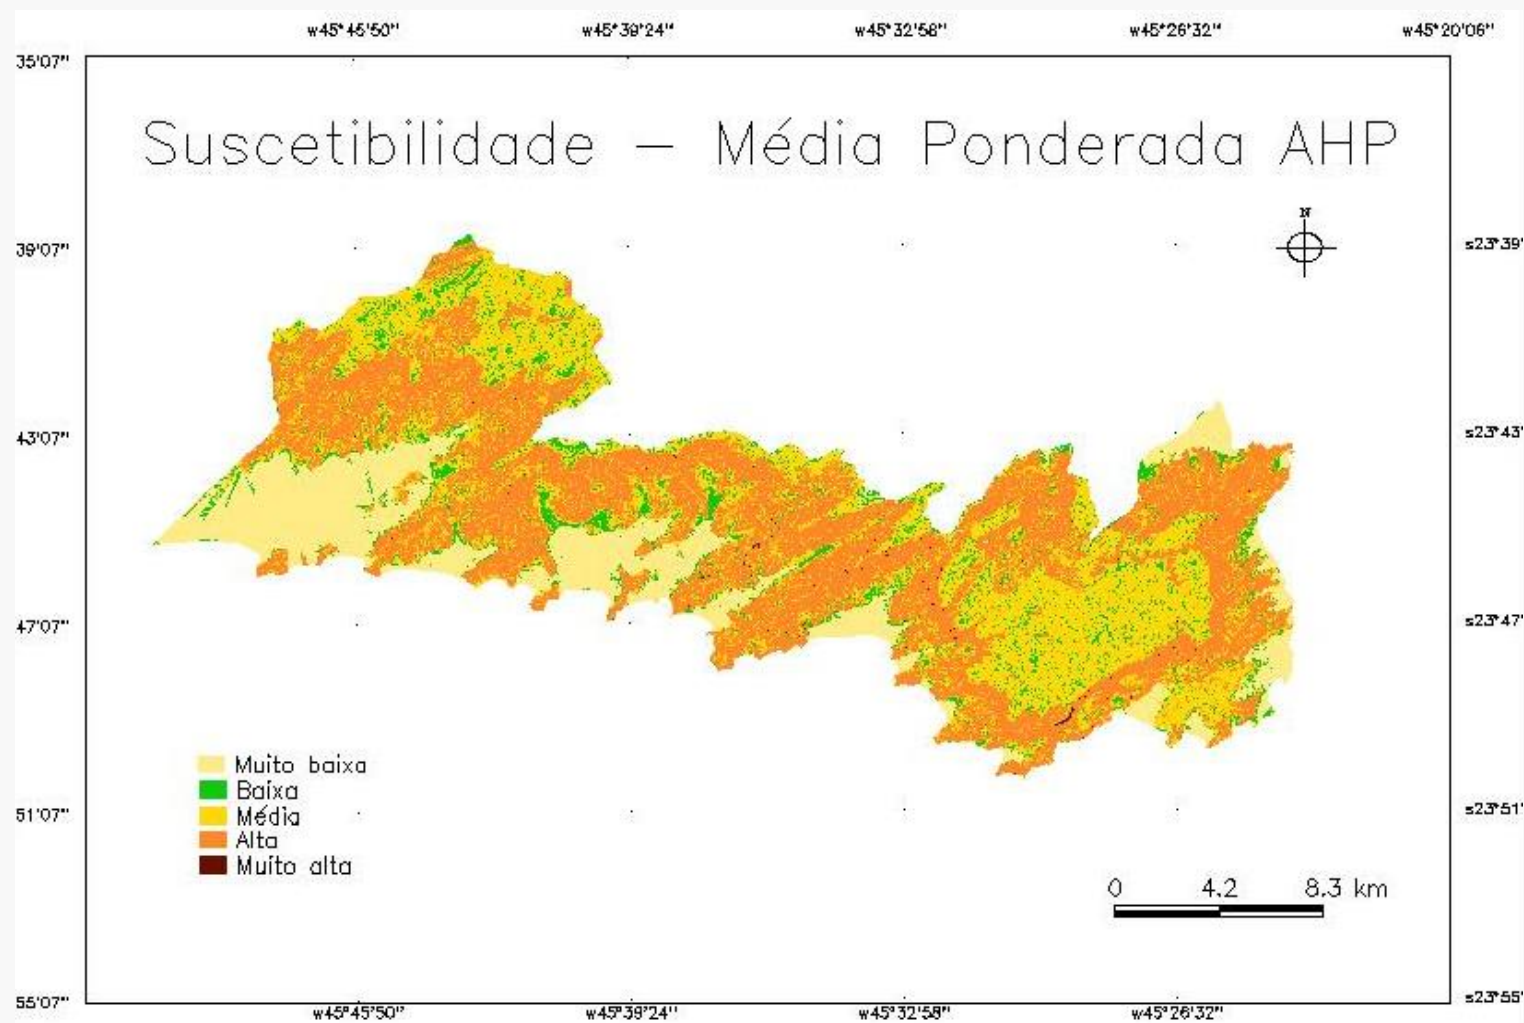 w45°45'50" w45°39'24" w45°32'58" w45°26'32" w45°20'06"
35'07"
Suscetibilidade – Média Ponderada AHP
N
39'07" s23°39'
43'07" s23°43'
47'07" s23°47'
Muito baixa
Baixa
Média
Alta
Muito alta
51'07" s23°51'
0 4.2 8.3 km
55'07" s23°55'
w45°45'50" w45°39'24" w45°32'58" w45°26'32"